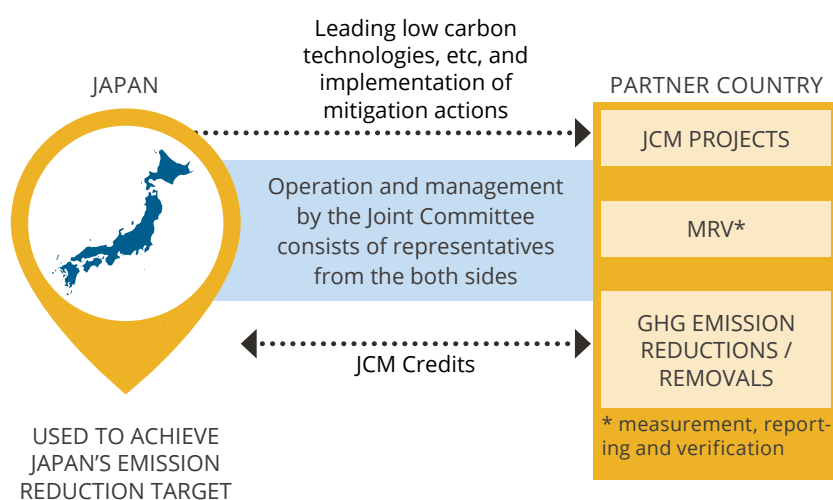 JAPAN
Leading low carbon
technologies, etc, and
implementation of
mitigation actions
PARTNER COUNTRY
JCM PROJECTS
Operation and management
by the Joint Committee
consists of representatives
from the both sides
MRV*
JCM Credits
GHG EMISSION
REDUCTIONS /
REMOVALS
* measurement, report-
ing and verification
USED TO ACHIEVE
JAPAN'S EMISSION
REDUCTION TARGET